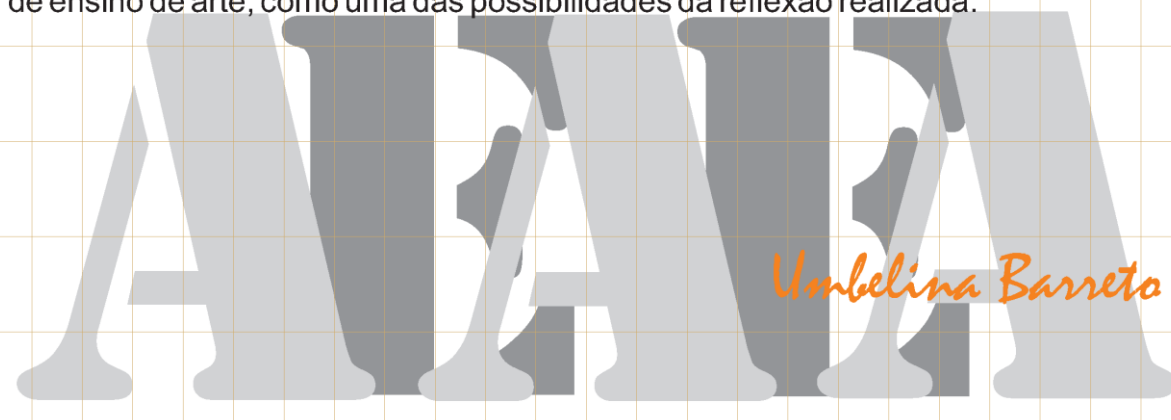 de ensino de arte, como uma das possibilidades da reflexão realizada.
AEAEA
Umbelina Barreto